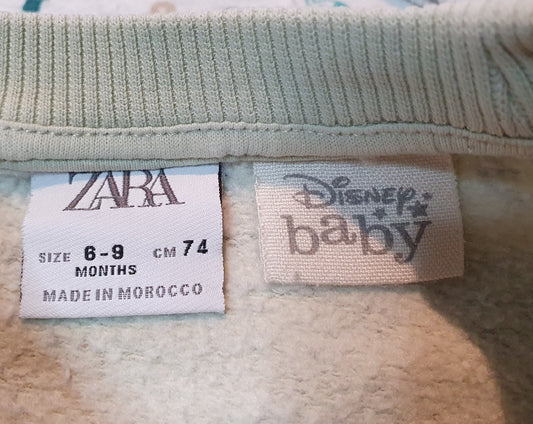 ZARA
SIZE 6-9 CM 74
MONTHS
MADE IN MOROCCO
Disney
baby